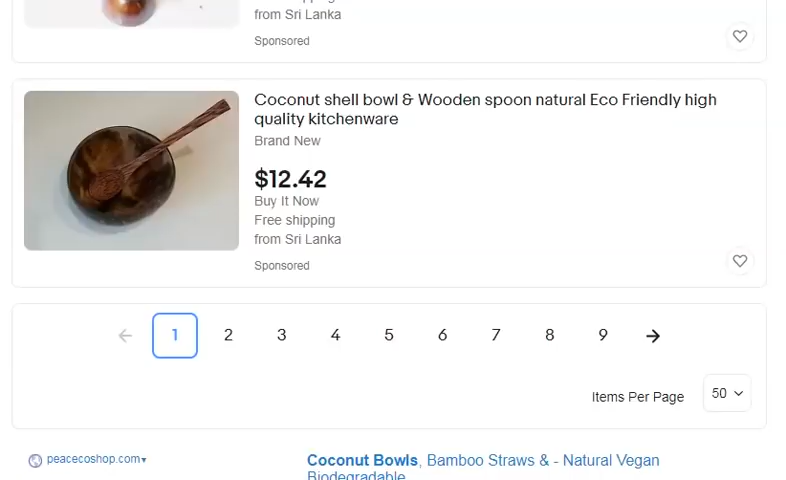 from Sri Lanka
Sponsored
Coconut shell bowl & Wooden spoon natural Eco Friendly high
quality kitchenware
Brand New
$12.42
Buy It Now
Free shipping
from Sri Lanka
Sponsored
1 2 3 4 5 6 7 8 9
Items Per Page 50
peacecoshop.com
Coconut Bowls, Bamboo Straws & - Natural Vegan
Biodegradable